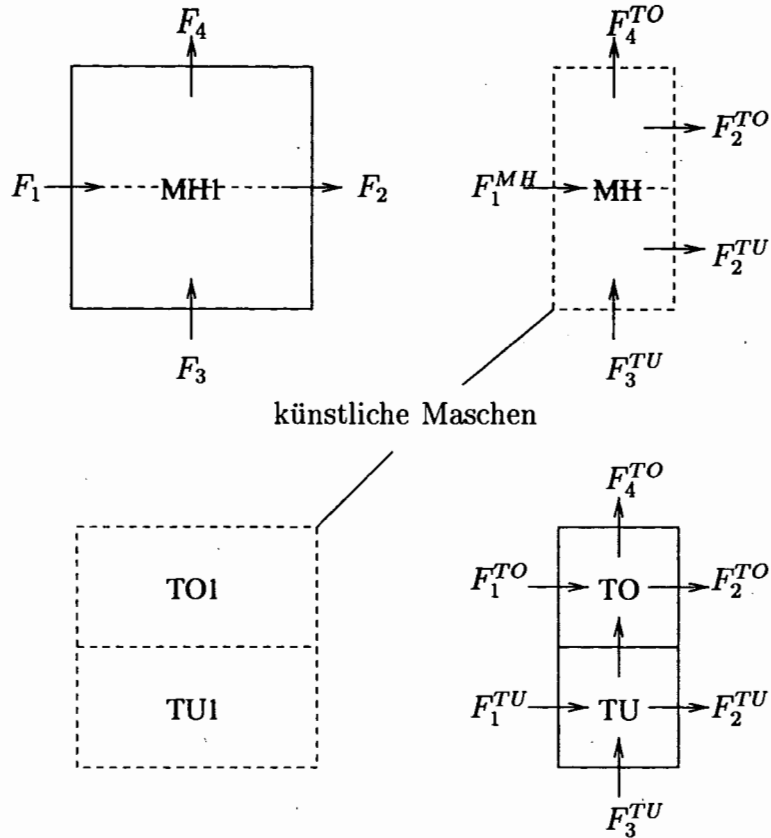 F_4 F_4^{TO}
F_2^{TO}
F_1 MH1 F_2 F_1^{MH} MH
F_2^{TU}
F_3 F_3^{TU}
künstliche Maschen
F_4^{TO}
TO1 F_1^{TO} TO F_2^{TO}
TU1 F_1^{TU} TU F_2^{TU}
F_3^{TU}